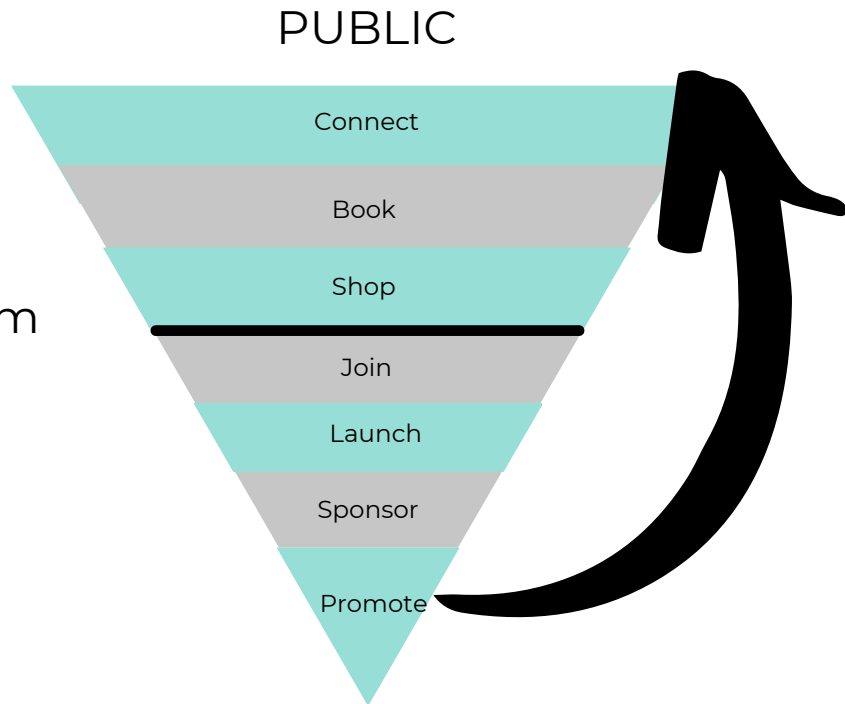 PUBLIC
Connect
Book
Shop
m
Join
Launch
Sponsor
Promote